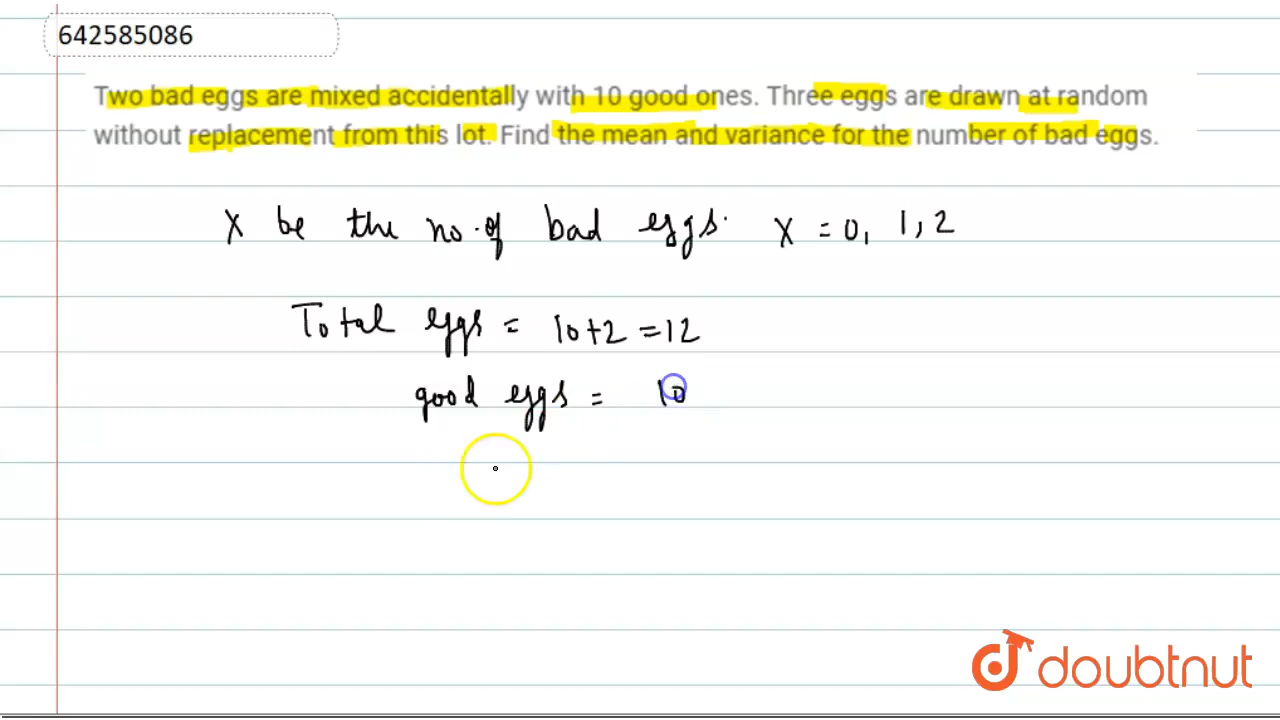 642585086
Two bad eggs are mixed accidentally with 10 good ones. Three eggs are drawn at random
without replacement from this lot. Find the mean and variance for the number of bad eggs.
X be the no. of bad eggs. X = 0, 1, 2
Total eggs = 10+2 = 12
good eggs = 10
doubtnut